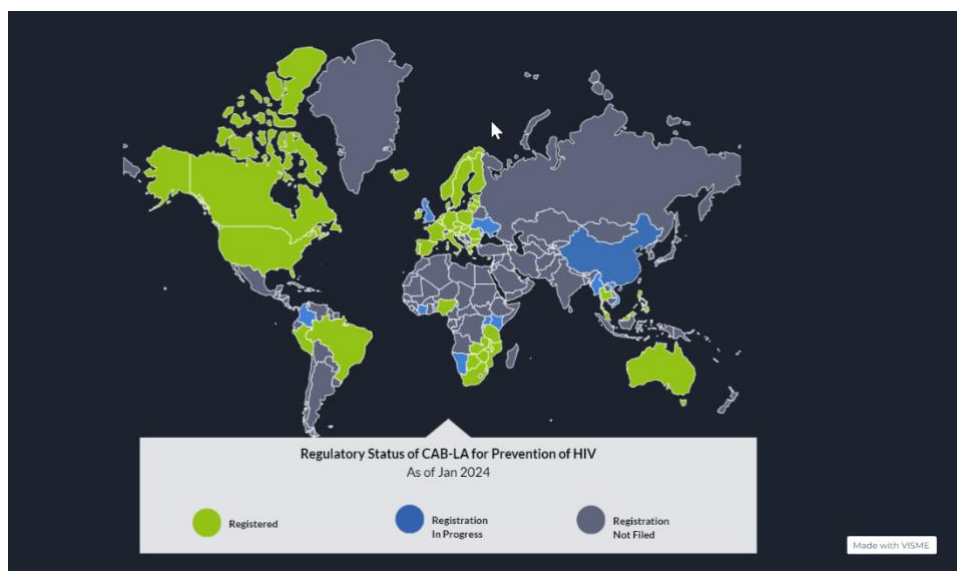 Regulatory Status of CAB-LA for Prevention of HIV
As of Jan 2024
Registered
Registration
In Progress
Registration
Not Filed
Made with VISME